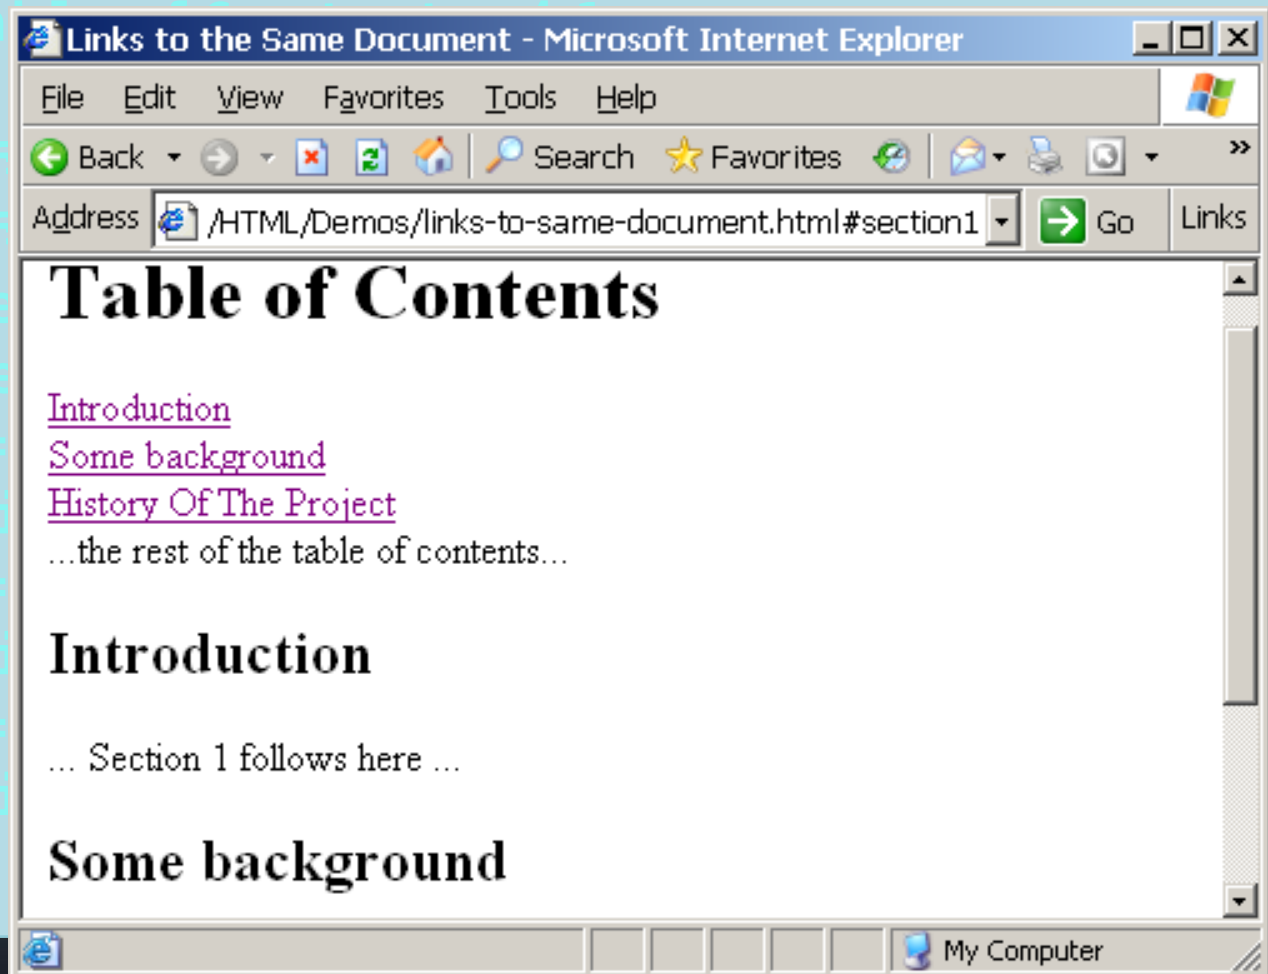 Links to the Same Document - Microsoft Internet Explorer
File Edit View Favorites Tools Help
Back Search Favorites »
Address /HTML/Demos/links-to-same-document.html#section1 Go Links
Table of Contents
Introduction
Some background
History Of The Project
...the rest of the table of contents...
Introduction
... Section 1 follows here ...
Some background
My Computer